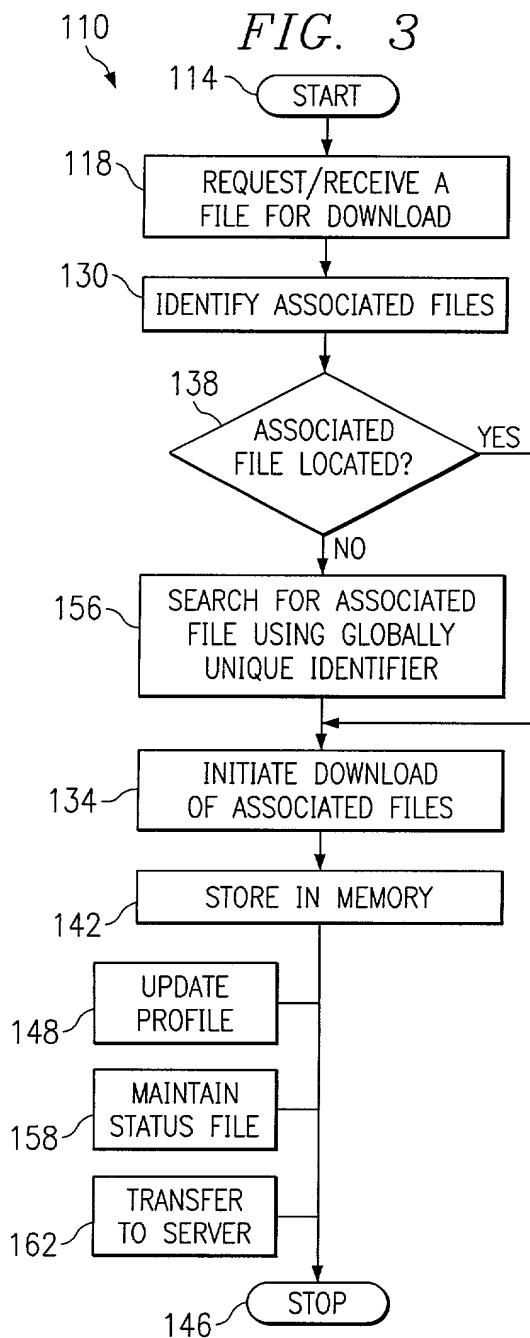 FIG. 3
110
114
START
118
REQUEST/RECEIVE A
FILE FOR DOWNLOAD
130
IDENTIFY ASSOCIATED FILES
138
ASSOCIATED
FILE LOCATED?
YES
NO
156
SEARCH FOR ASSOCIATED
FILE USING GLOBALLY
UNIQUE IDENTIFIER
134
INITIATE DOWNLOAD
OF ASSOCIATED FILES
142
STORE IN MEMORY
148
UPDATE
PROFILE
158
MAINTAIN
STATUS FILE
162
TRANSFER
TO SERVER
146
STOP